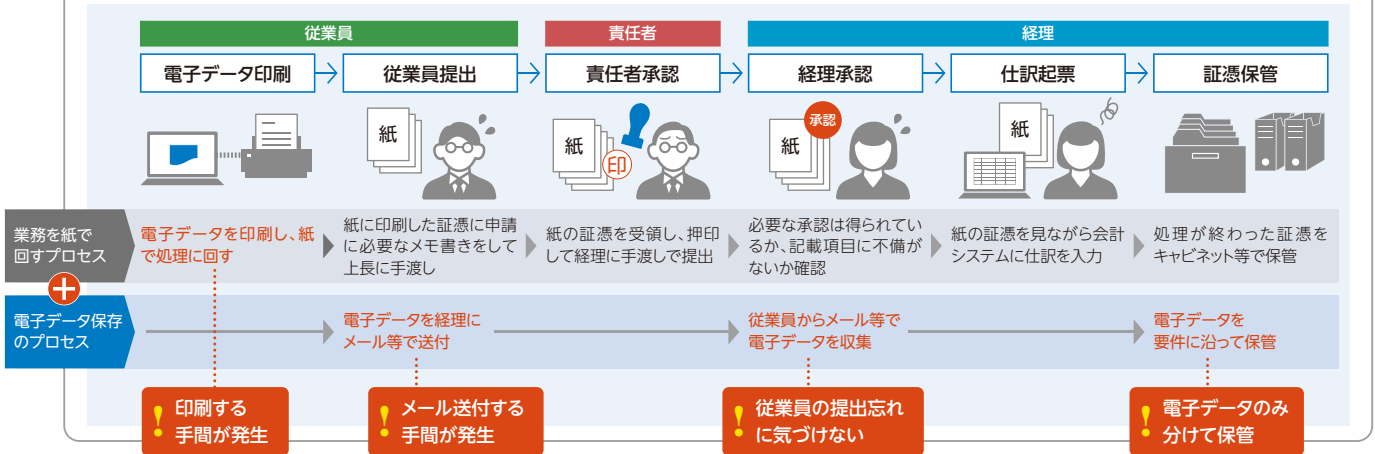 従業員
責任者
経理
電子データ印刷
従業員提出
責任者承認
経理承認
仕訳起票
証憑保管
紙
紙
印
紙
承認
紙
業務を紙で
回すプロセス
電子データを印刷し、紙
で処理に回す
紙に印刷した証憑に申請
に必要なメモ書きをして
上長に手渡し
紙の証憑を受領し、押印
して経理に手渡しで提出
必要な承認は得られてい
るか、記載項目に不備が
ないか確認
紙の証憑を見ながら会計
システムに仕訳を入力
処理が終わった証憑を
キャビネット等で保管
+
電子データ保存
のプロセス
電子データを経理に
メール等で送付
従業員からメール等で
電子データを収集
電子データを
要件に沿って保管
! 印刷する
手間が発生
! メール送付する
手間が発生
! 従業員の提出忘れ
に気づけない
! 電子データのみ
分けて保管